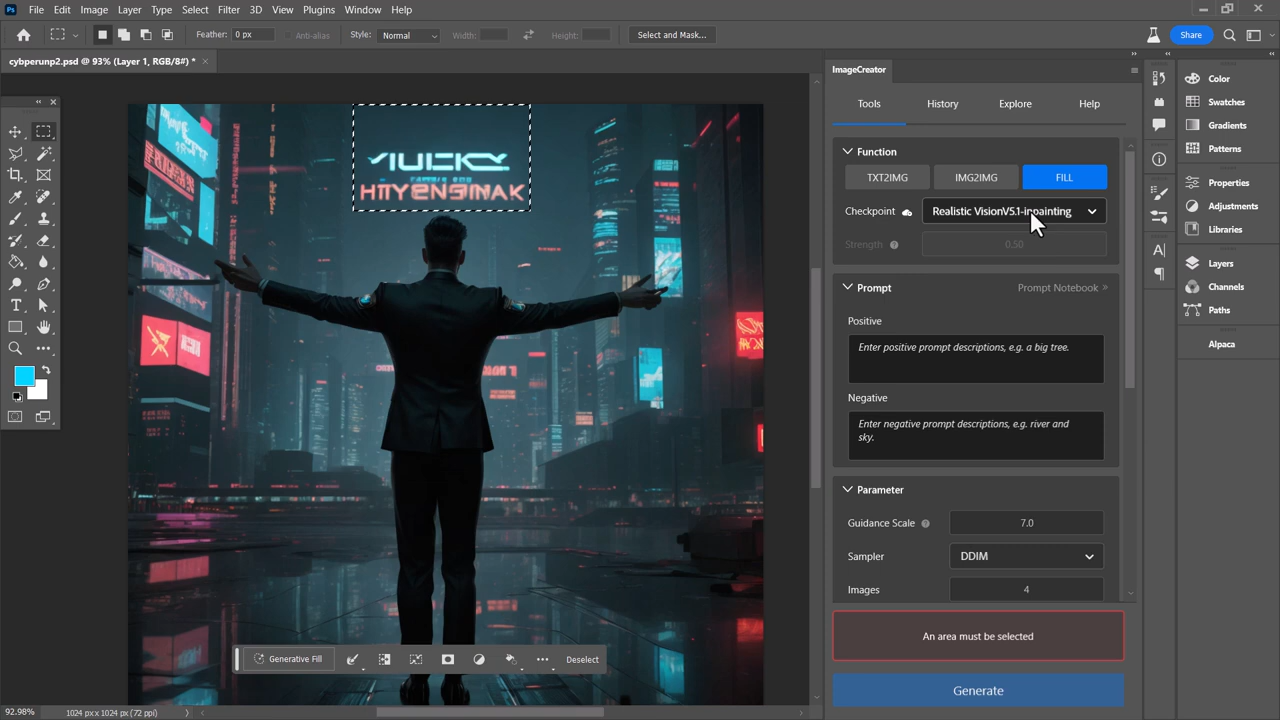 Ps File Edit Image Layer Type Select Filter 3D View Plugins Window Help
Feather: 0 px Anti-alias Style: Normal Width: Height: Select and Mask... Share
cybperunp2.psd @ 93% (Layer 1, RGB/8#) *
ImageCreator
Tools History Explore Help
Function
TXT2IMG IMG2IMG FILL
Checkpoint Realistic VisionV5.1-inpainting
Strength 0.50
Prompt Prompt Notebook
Positive
Enter positive prompt descriptions, e.g. a big tree.
Negative
Enter negative prompt descriptions, e.g. river and
sky.
Parameter
Guidance Scale 7.0
Sampler DDIM
Images 4
An area must be selected
Generate
Color
Swatches
Gradients
Patterns
Properties
Adjustments
Libraries
Layers
Channels
Paths
Alpaca
Generative Fill Deselect
92.98% 1024 px x 1024 px (72 ppi)